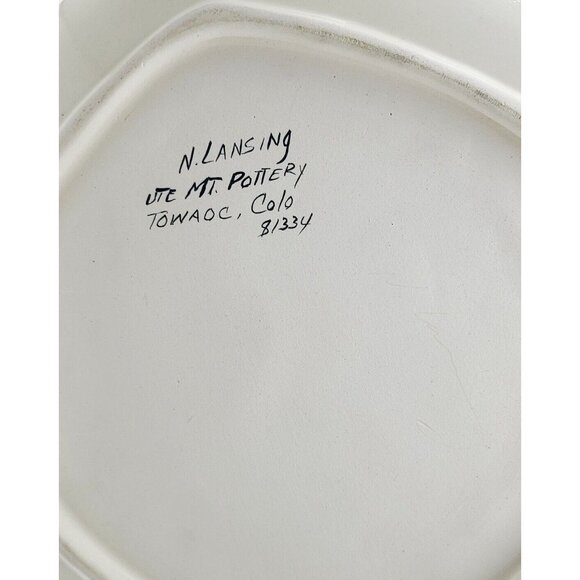 N. LANSING
UTE MT. POTTERY
TOWAOC, Colo
81334